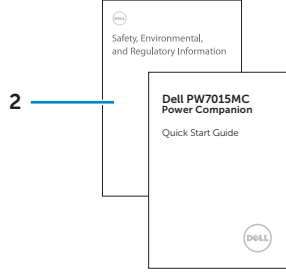 DELL
Safety, Environmental,
and Regulatory Information
2
Dell PW7015MC
Power Companion
Quick Start Guide
DELL